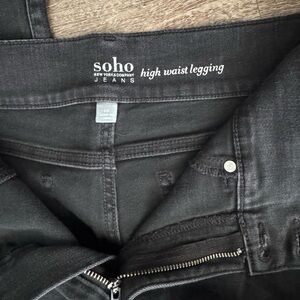 soho
NEW YORK & COMPANY
JEANS
high waist legging